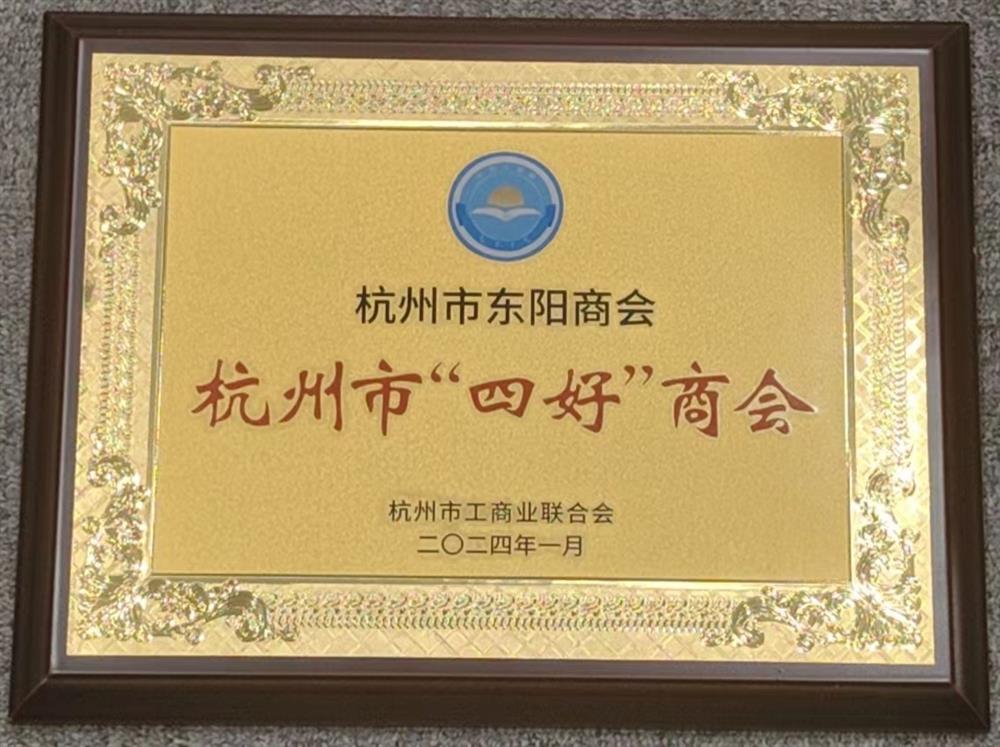 杭州市东阳商会
杭州市“四好”商会
杭州市工商业联合会
二〇二四年一月